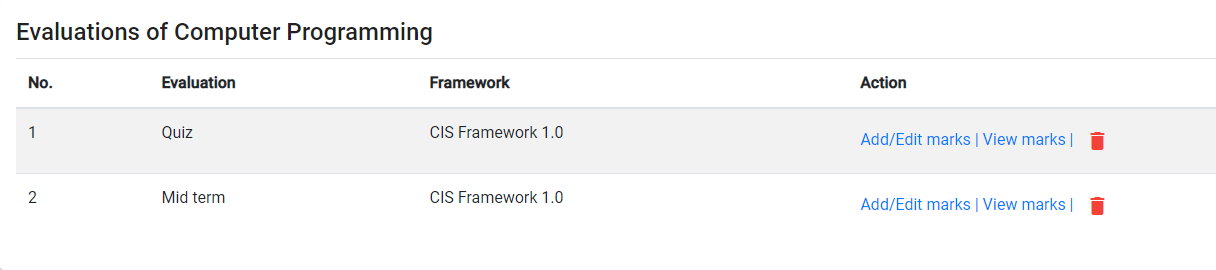 Evaluations of Computer Programming
No. Evaluation Framework Action
1 Quiz CIS Framework 1.0 Add/Edit marks | View marks |
2 Mid term CIS Framework 1.0 Add/Edit marks | View marks |